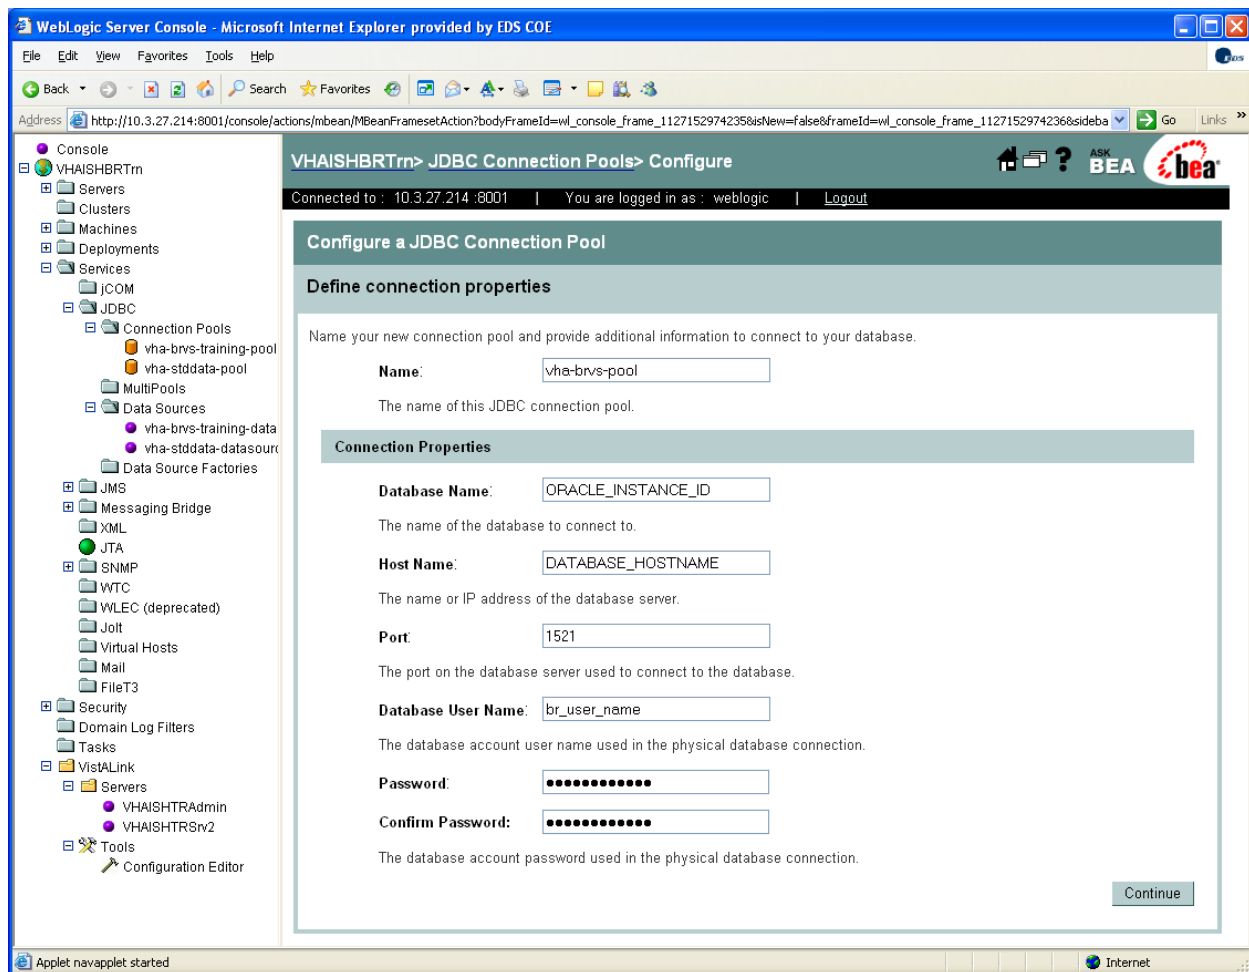 WebLogic Server Console - Microsoft Internet Explorer provided by EDS COE
File Edit View Favorites Tools Help
EDS
Back Search Favorites
Address http://10.3.27.214:8001/console/actions/mbean/MBeanFramesetAction?bodyFrameId=wl_console_frame_1127152974235&isNew=false&frameId=wl_console_frame_1127152974236&sideba Go Links »
Console
VHAISHBRTrn
Servers
Clusters
Machines
Deployments
Services
jCOM
JDBC
Connection Pools
vha-brvs-training-pool
vha-stddata-pool
MultiPools
Data Sources
vha-brvs-training-data
vha-stddata-datasourc
Data Source Factories
JMS
Messaging Bridge
XML
JTA
SNMP
WTC
WLEC (deprecated)
Jolt
Virtual Hosts
Mail
FileT3
Security
Domain Log Filters
Tasks
VistALink
Servers
VHAISHTRAdmin
VHAISHTRSrv2
Tools
Configuration Editor
VHAISHBRTrn> JDBC Connection Pools> Configure
? ASK BEA bea
Connected to : 10.3.27.214 :8001 | You are logged in as : weblogic | Logout
Configure a JDBC Connection Pool
Define connection properties
Name your new connection pool and provide additional information to connect to your database.
Name: vha-brvs-pool
The name of this JDBC connection pool.
Connection Properties
Database Name: ORACLE_INSTANCE_ID
The name of the database to connect to.
Host Name: DATABASE_HOSTNAME
The name or IP address of the database server.
Port: 1521
The port on the database server used to connect to the database.
Database User Name: br_user_name
The database account user name used in the physical database connection.
Password: ●●●●●●●●●●●●
Confirm Password: ●●●●●●●●●●●●
The database account password used in the physical database connection.
Continue
Applet navapplet started
Internet